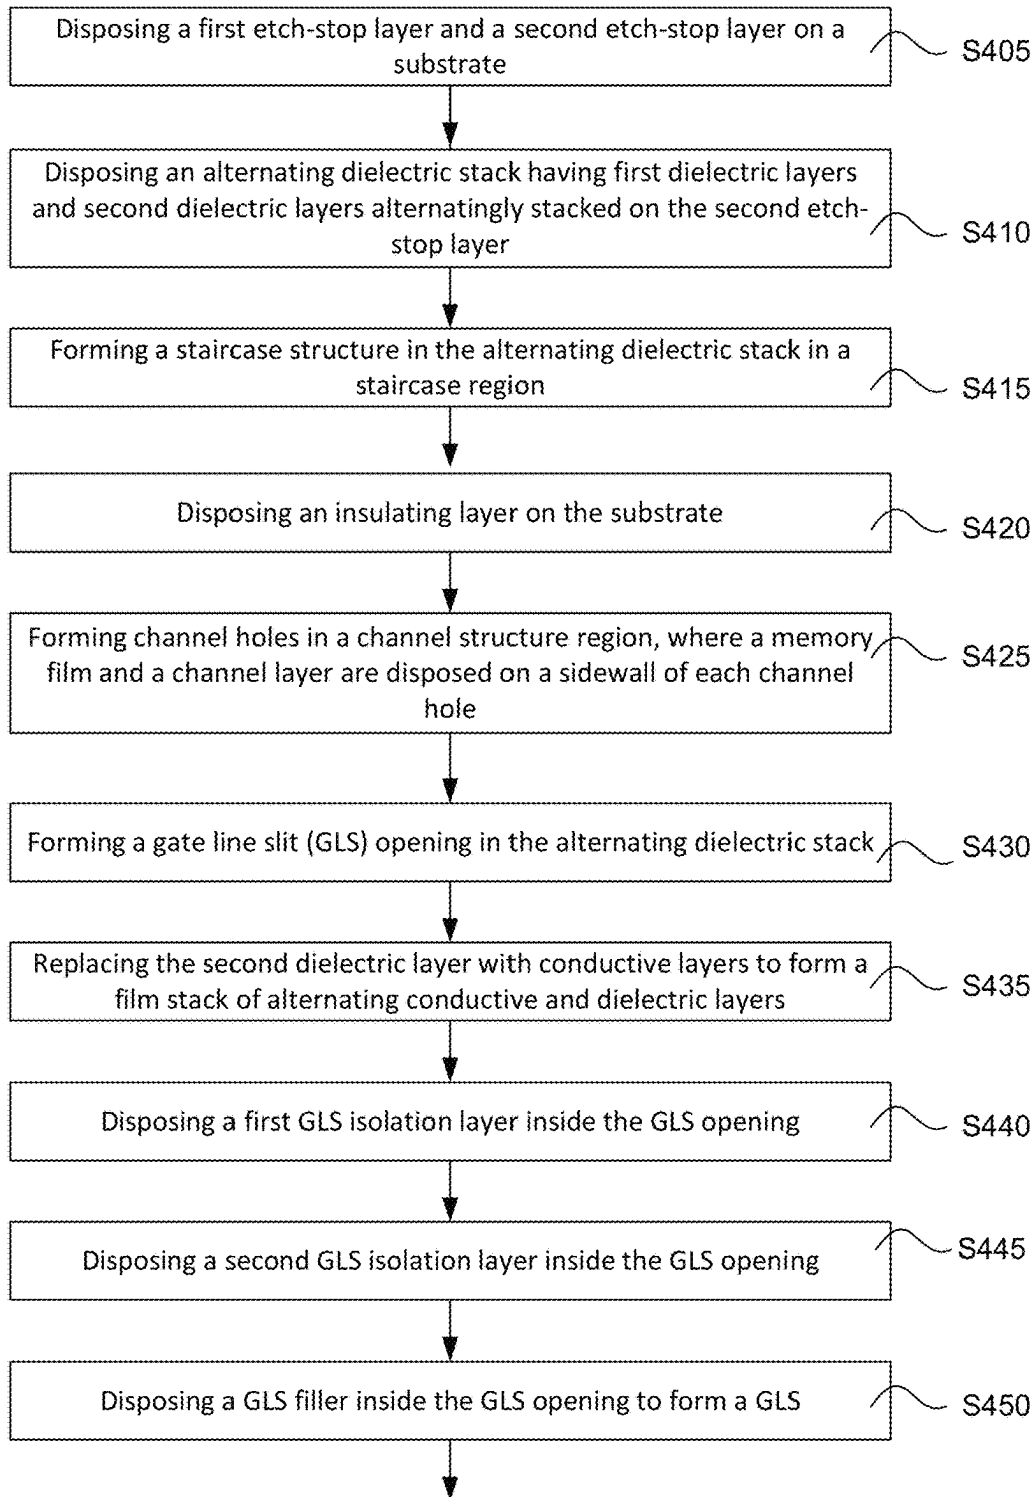 Disposing a first etch-stop layer and a second etch-stop layer on a
substrate
S405
Disposing an alternating dielectric stack having first dielectric layers
and second dielectric layers alternatingly stacked on the second etch-
stop layer
S410
Forming a staircase structure in the alternating dielectric stack in a
staircase region
S415
Disposing an insulating layer on the substrate
S420
Forming channel holes in a channel structure region, where a memory
film and a channel layer are disposed on a sidewall of each channel
hole
S425
Forming a gate line slit (GLS) opening in the alternating dielectric stack
S430
Replacing the second dielectric layer with conductive layers to form a
film stack of alternating conductive and dielectric layers
S435
Disposing a first GLS isolation layer inside the GLS opening
S440
Disposing a second GLS isolation layer inside the GLS opening
S445
Disposing a GLS filler inside the GLS opening to form a GLS
S450